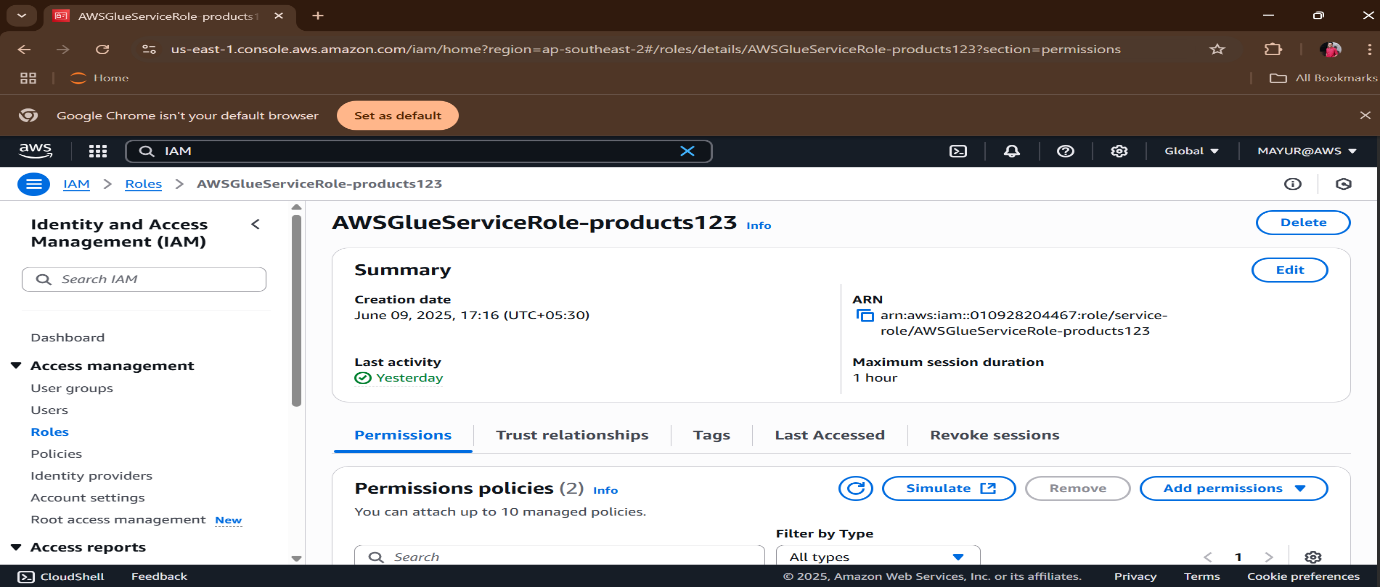 AWSGlueServiceRole-products1
us-east-1.console.aws.amazon.com/iam/home?region=ap-southeast-2#/roles/details/AWSGlueServiceRole-products123?section=permissions
Home
All Bookmarks
Google Chrome isn't your default browser
Set as default
aws
IAM
Global
MAYUR@AWS
IAM > Roles > AWSGlueServiceRole-products123
Identity and Access
Management (IAM)
Search IAM
Dashboard
Access management
User groups
Users
Roles
Policies
Identity providers
Account settings
Root access management New
Access reports
AWSGlueServiceRole-products123 Info
Delete
Summary
Edit
Creation date
June 09, 2025, 17:16 (UTC+05:30)
ARN
arn:aws:iam::010928204467:role/service-
role/AWSGlueServiceRole-products123
Last activity
Yesterday
Maximum session duration
1 hour
Permissions
Trust relationships
Tags
Last Accessed
Revoke sessions
Permissions policies (2) Info
Simulate
Remove
Add permissions
You can attach up to 10 managed policies.
Filter by Type
Search
All types
1
CloudShell
Feedback
© 2025, Amazon Web Services, Inc. or its affiliates.
Privacy
Terms
Cookie preferences